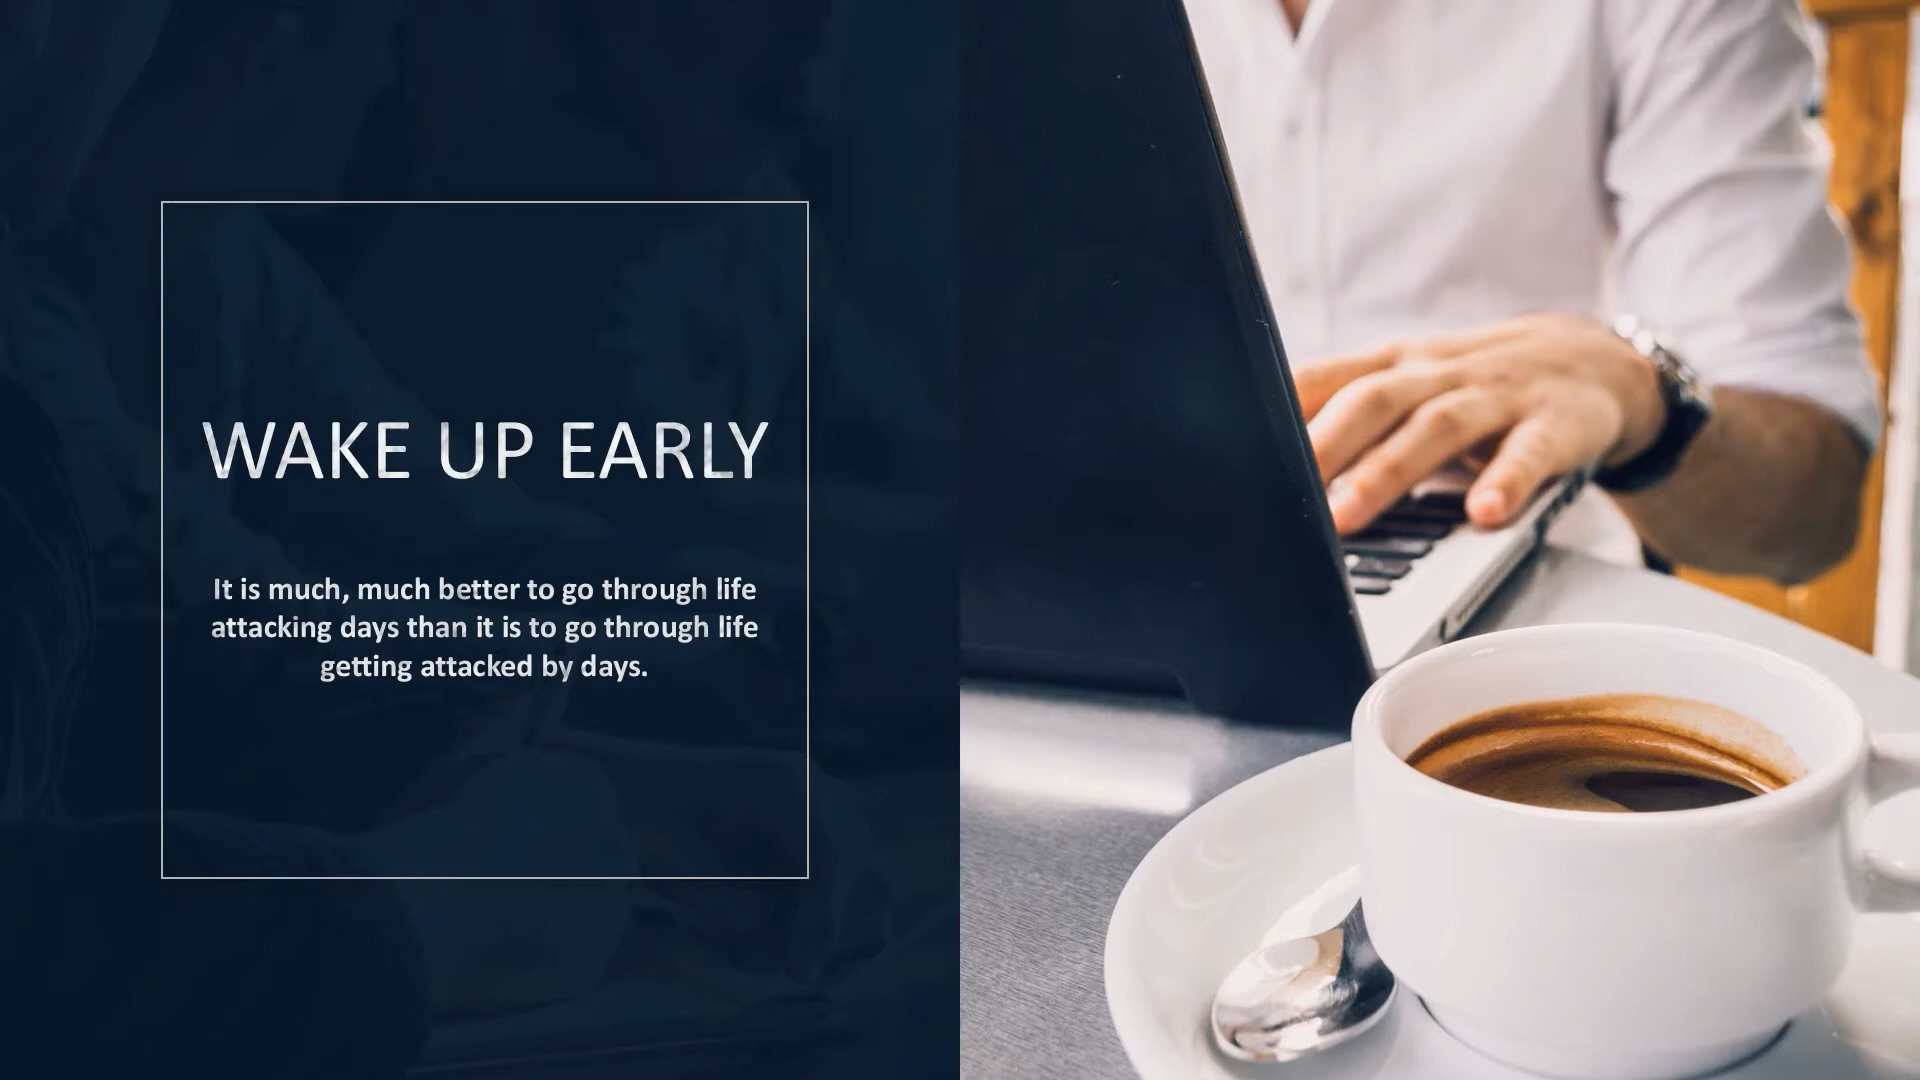 WAKE UP EARLY
It is much, much better to go through life
attacking days than it is to go through life
getting attacked by days.